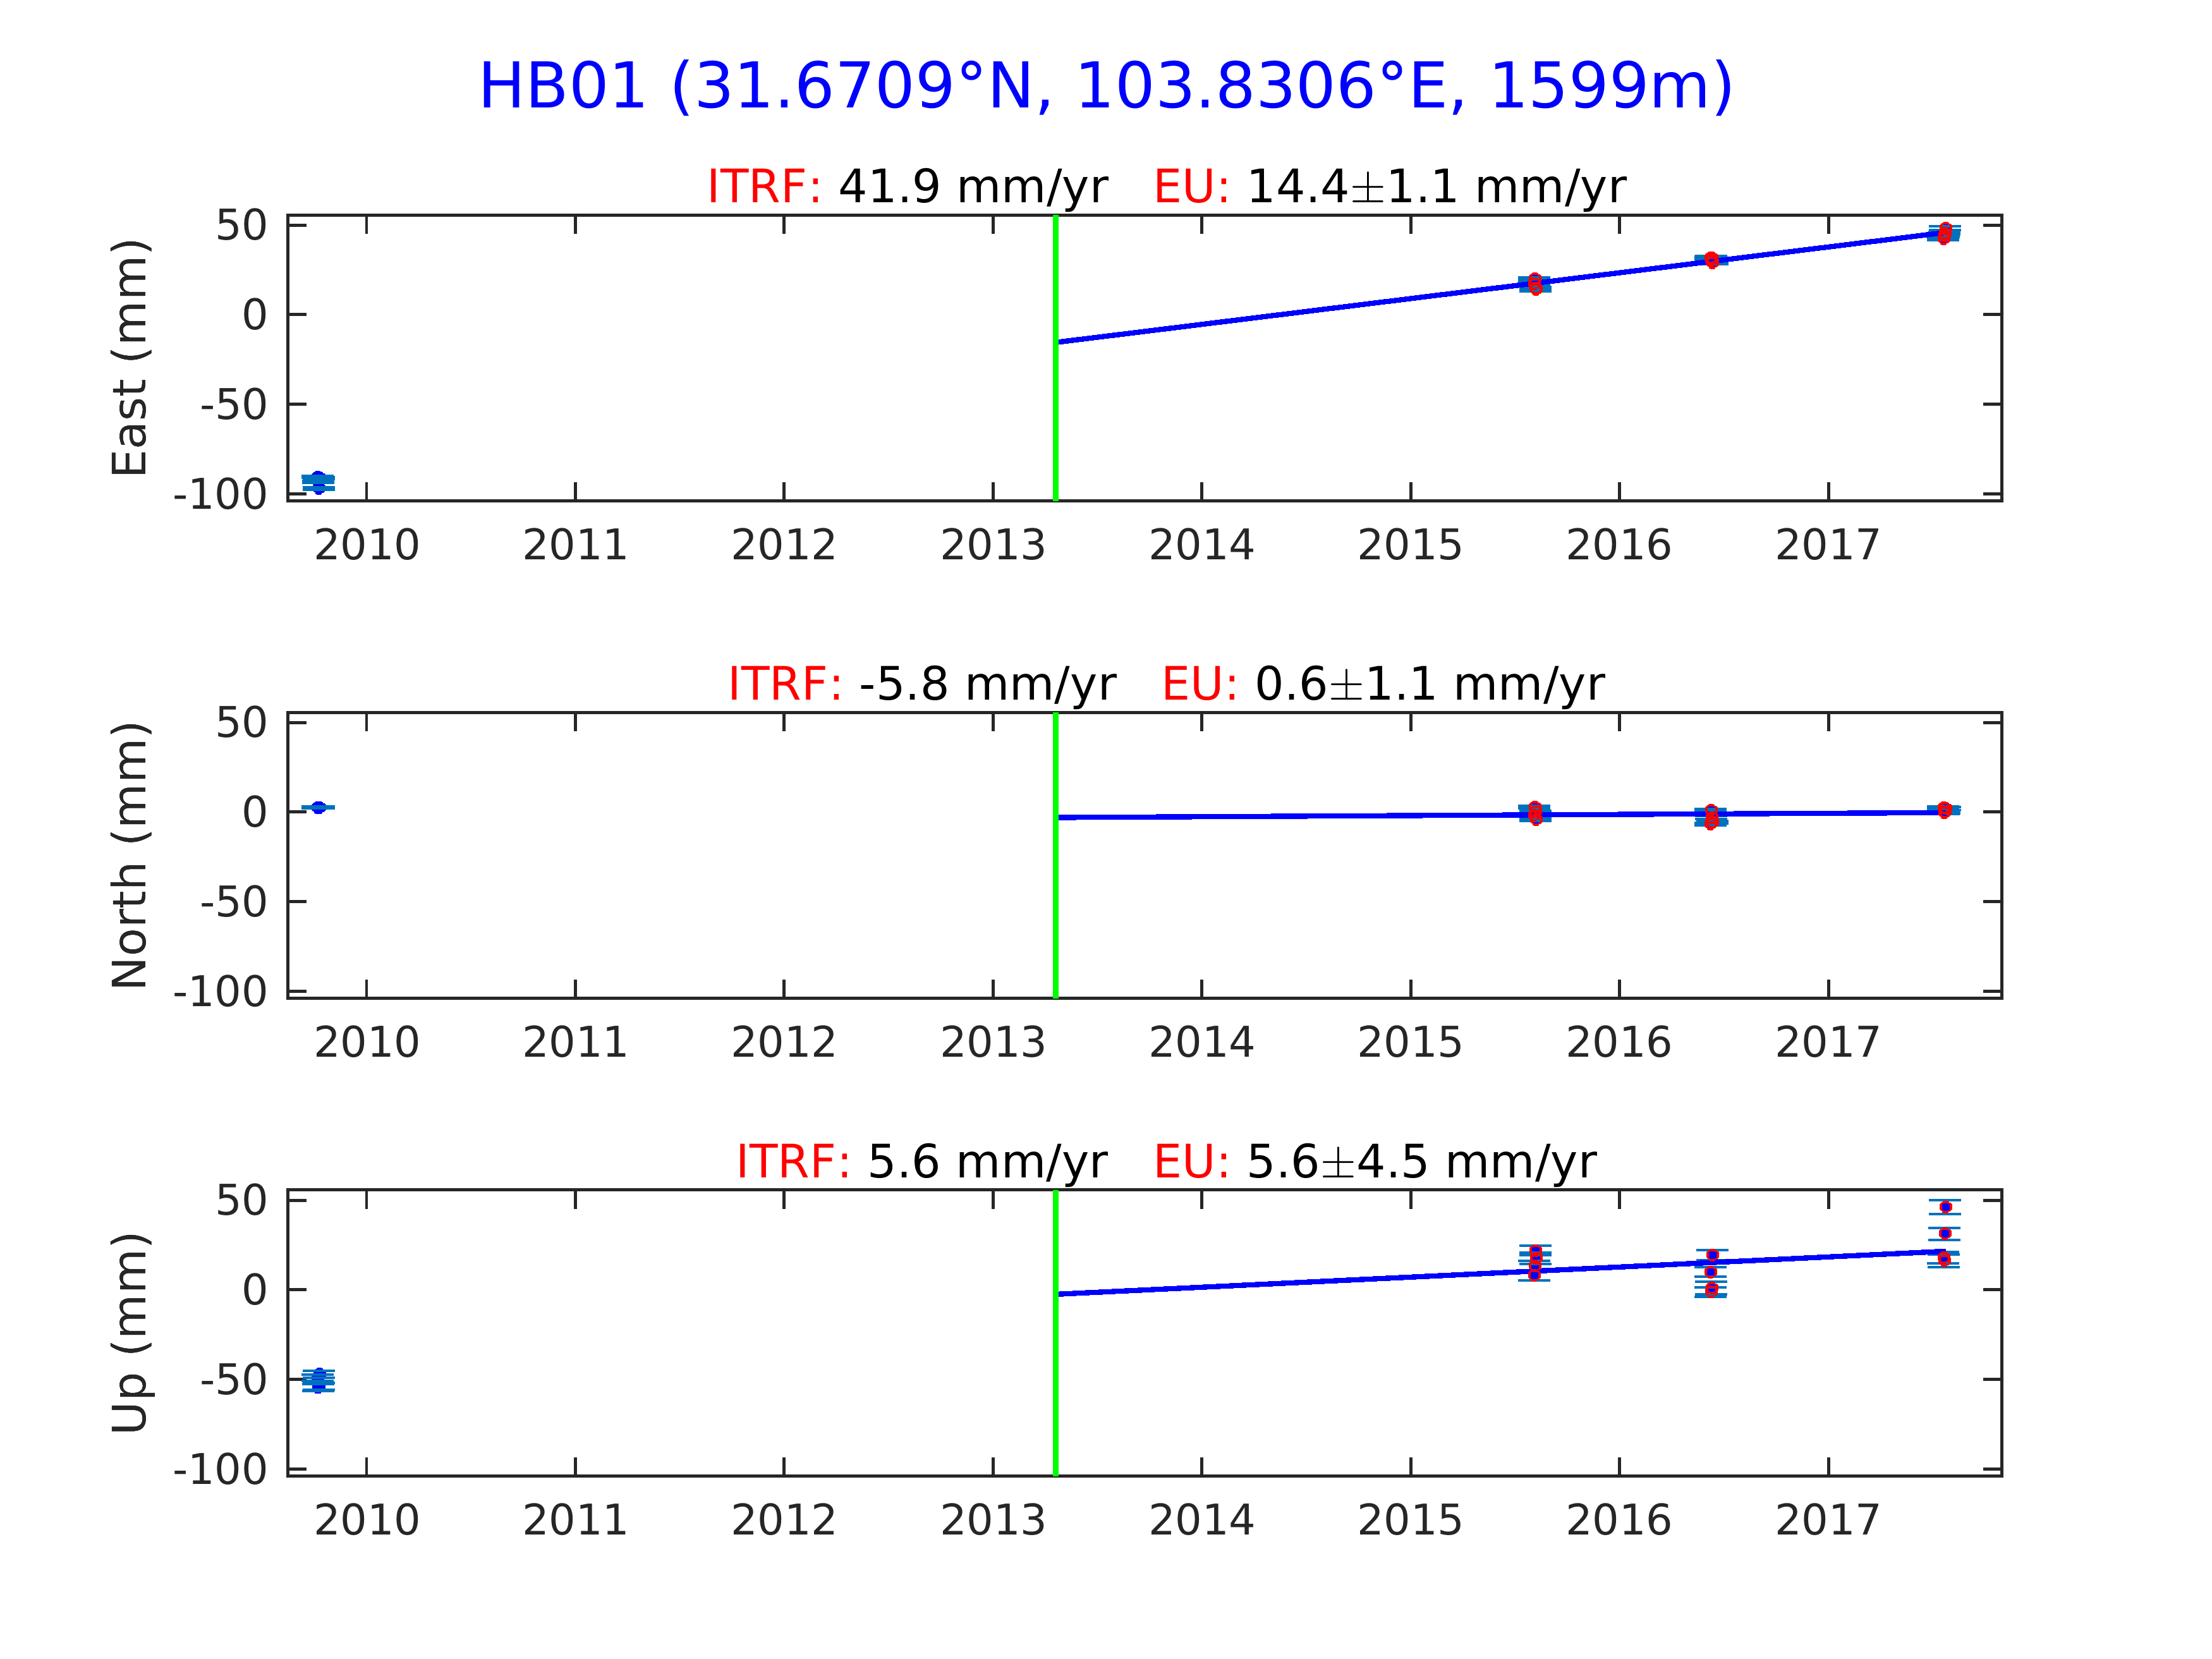 HB01 (31.6709°N, 103.8306°E, 1599m)
ITRF: 41.9 mm/yr EU: 14.4±1.1 mm/yr
East (mm)
50
0
-50
-100
2010 2011 2012 2013 2014 2015 2016 2017
ITRF: -5.8 mm/yr EU: 0.6±1.1 mm/yr
North (mm)
50
0
-50
-100
2010 2011 2012 2013 2014 2015 2016 2017
ITRF: 5.6 mm/yr EU: 5.6±4.5 mm/yr
Up (mm)
50
0
-50
-100
2010 2011 2012 2013 2014 2015 2016 2017